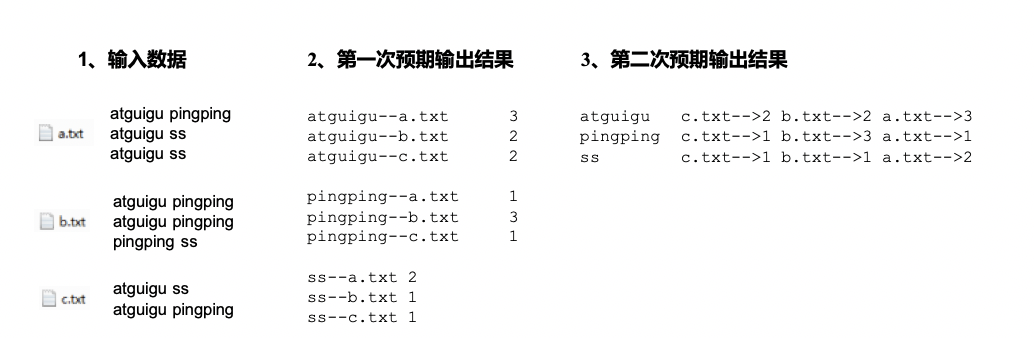 1、输入数据
a.txt
atguigu pingping
atguigu ss
atguigu ss
b.txt
atguigu pingping
atguigu pingping
pingping ss
c.txt
atguigu ss
atguigu pingping
2、第一次预期输出结果
atguigu--a.txt 3
atguigu--b.txt 2
atguigu--c.txt 2
pingping--a.txt 1
pingping--b.txt 3
pingping--c.txt 1
ss--a.txt 2
ss--b.txt 1
ss--c.txt 1
3、第二次预期输出结果
atguigu c.txt-->2 b.txt-->2 a.txt-->3
pingping c.txt-->1 b.txt-->3 a.txt-->1
ss c.txt-->1 b.txt-->1 a.txt-->2